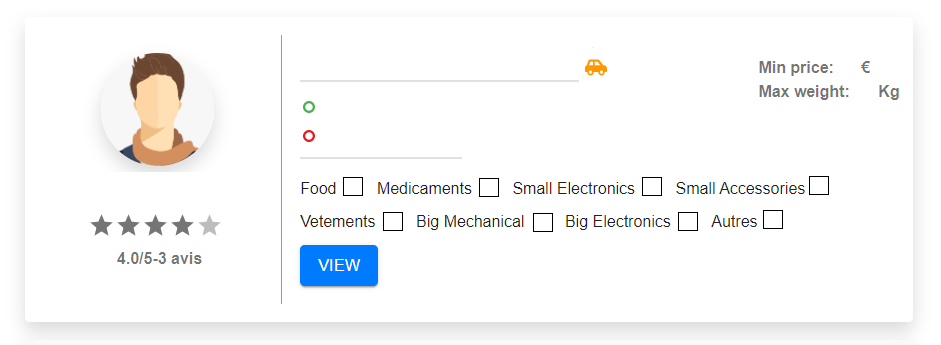 Min price: €
Max weight: Kg
Food Medicaments Small Electronics Small Accessories
Vetements Big Mechanical Big Electronics Autres
VIEW
4.0/5-3 avis